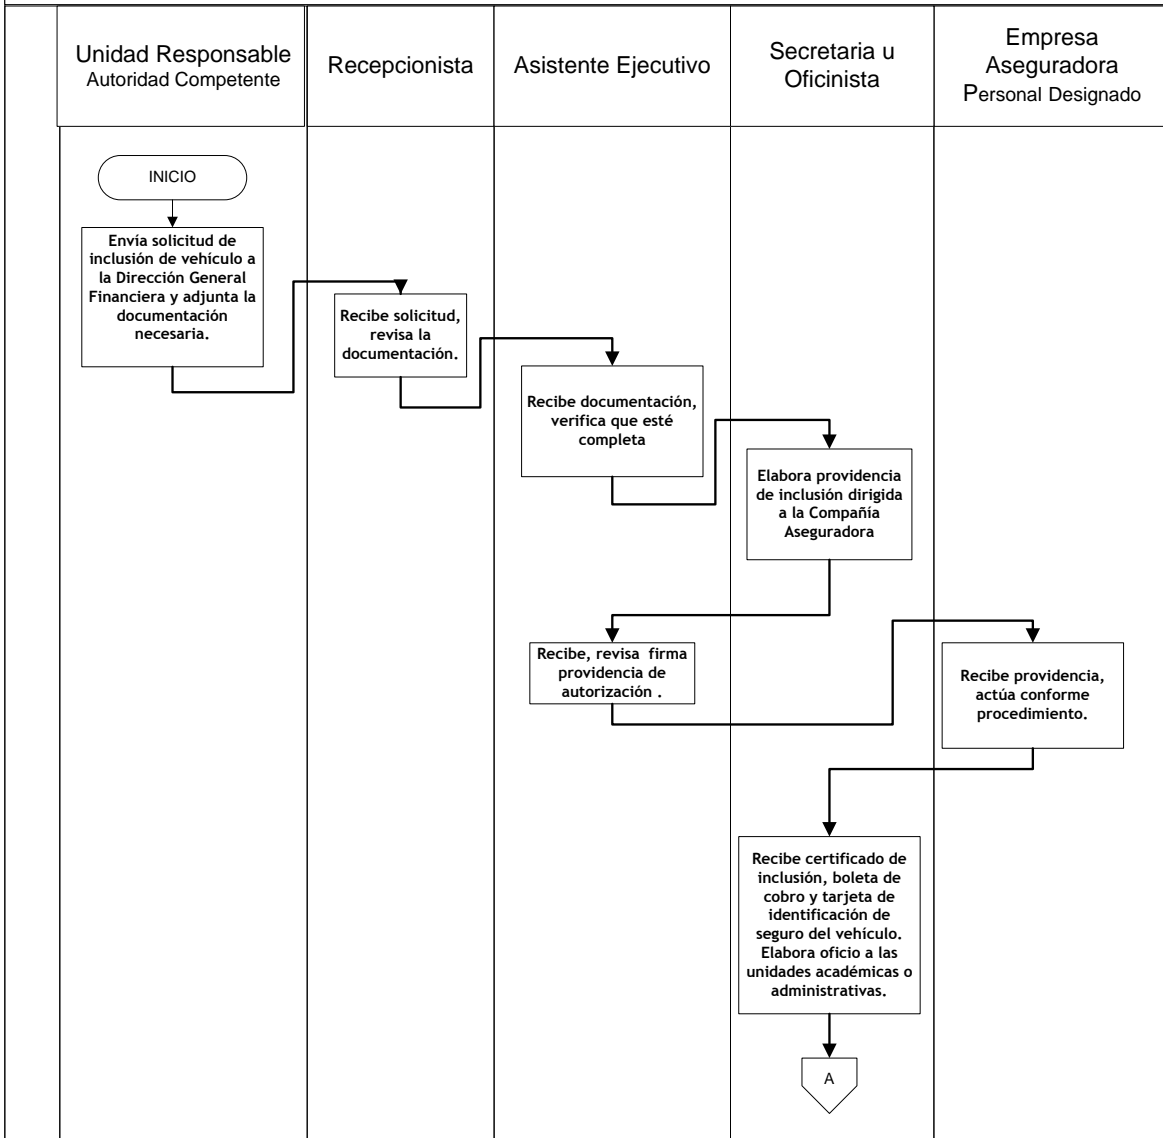 Unidad Responsable
Autoridad Competente
Recepcionista
Asistente Ejecutivo
Secretaria u
Oficinista
Empresa
Aseguradora
Personal Designado
INICIO
Envía solicitud de
inclusión de vehículo a
la Dirección General
Financiera y adjunta la
documentación
necesaria.
Recibe solicitud,
revisa la
documentación.
Recibe documentación,
verifica que esté
completa
Elabora providencia
de inclusión dirigida
a la Compañía
Aseguradora
Recibe, revisa  firma
providencia de
autorización .
Recibe providencia,
actúa conforme
procedimiento.
Recibe certificado de
inclusión, boleta de
cobro y tarjeta de
identificación de
seguro del vehículo.
Elabora oficio a las
unidades académicas o
administrativas.
A